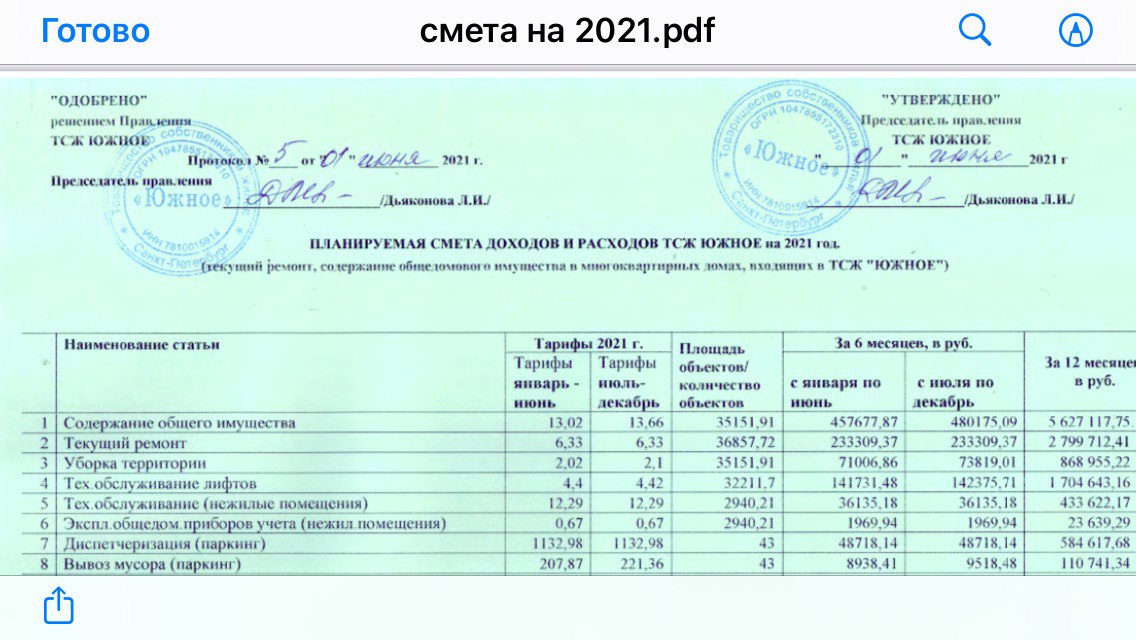 Готово
смета на 2021.pdf
"ОДОБРЕНО"
решением Правления
ТСЖ ЮЖНОЕ
Протокол № 5 от "01" июня 2021 г.
Председатель правления
/Дьяконова Л.И./
"УТВЕРЖДЕНО"
Председатель правления
ТСЖ ЮЖНОЕ
"01" июня 2021 г
/Дьяконова Л.И./
«Южное»
Санкт-Петербург
«Южное»
Санкт-Петербург
ПЛАНИРУЕМАЯ СМЕТА ДОХОДОВ И РАСХОДОВ ТСЖ ЮЖНОЕ на 2021 год.
(текущий ремонт, содержание общедомового имущества в многоквартирных домах, входящих в ТСЖ "ЮЖНОЕ")
Наименование статьи
Тарифы 2021 г.
Тарифы январь - июнь
Тарифы июль- декабрь
Площадь объектов/ количество объектов
За 6 месяцев, в руб.
с января по июнь
с июля по декабрь
За 12 месяцев в руб.
1 Содержание общего имущества 13,02 13,66 35151,91 457677,87 480175,09 5 627 117,75
2 Текущий ремонт 6,33 6,33 36857,72 233309,37 233309,37 2 799 712,41
3 Уборка территории 2,02 2,1 35151,91 71006,86 73819,01 868 955,22
4 Тех.обслуживание лифтов 4,4 4,42 32211,7 141731,48 142375,71 1 704 643,16
5 Тех.обслуживание (нежилые помещения) 12,29 12,29 2940,21 36135,18 36135,18 433 622,17
6 Экспл.общедом.приборов учета (нежил.помещения) 0,67 0,67 2940,21 1969,94 1969,94 23 639,29
7 Диспетчеризация (паркинг) 1132,98 1132,98 43 48718,14 48718,14 584 617,68
8 Вывоз мусора (паркинг) 207,87 221,36 43 8938,41 9518,48 110 741,34